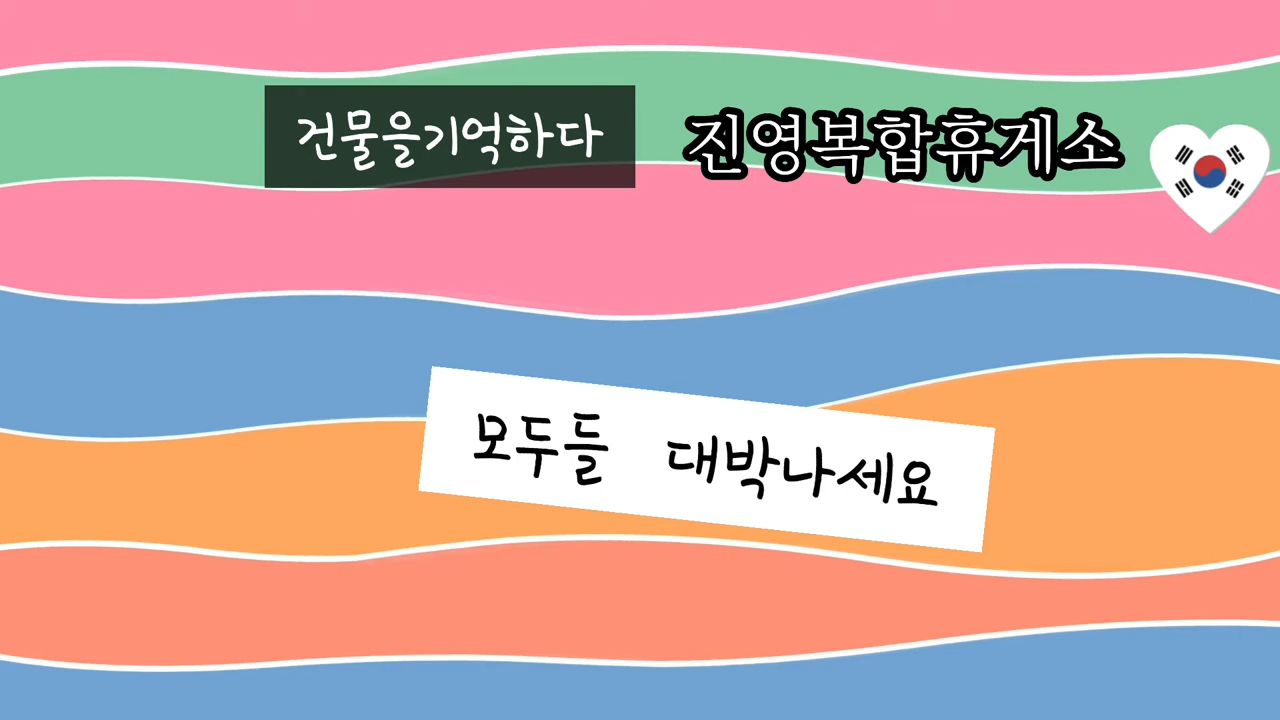 건물을기억하다
진영복합휴게소
모두들 대박나세요